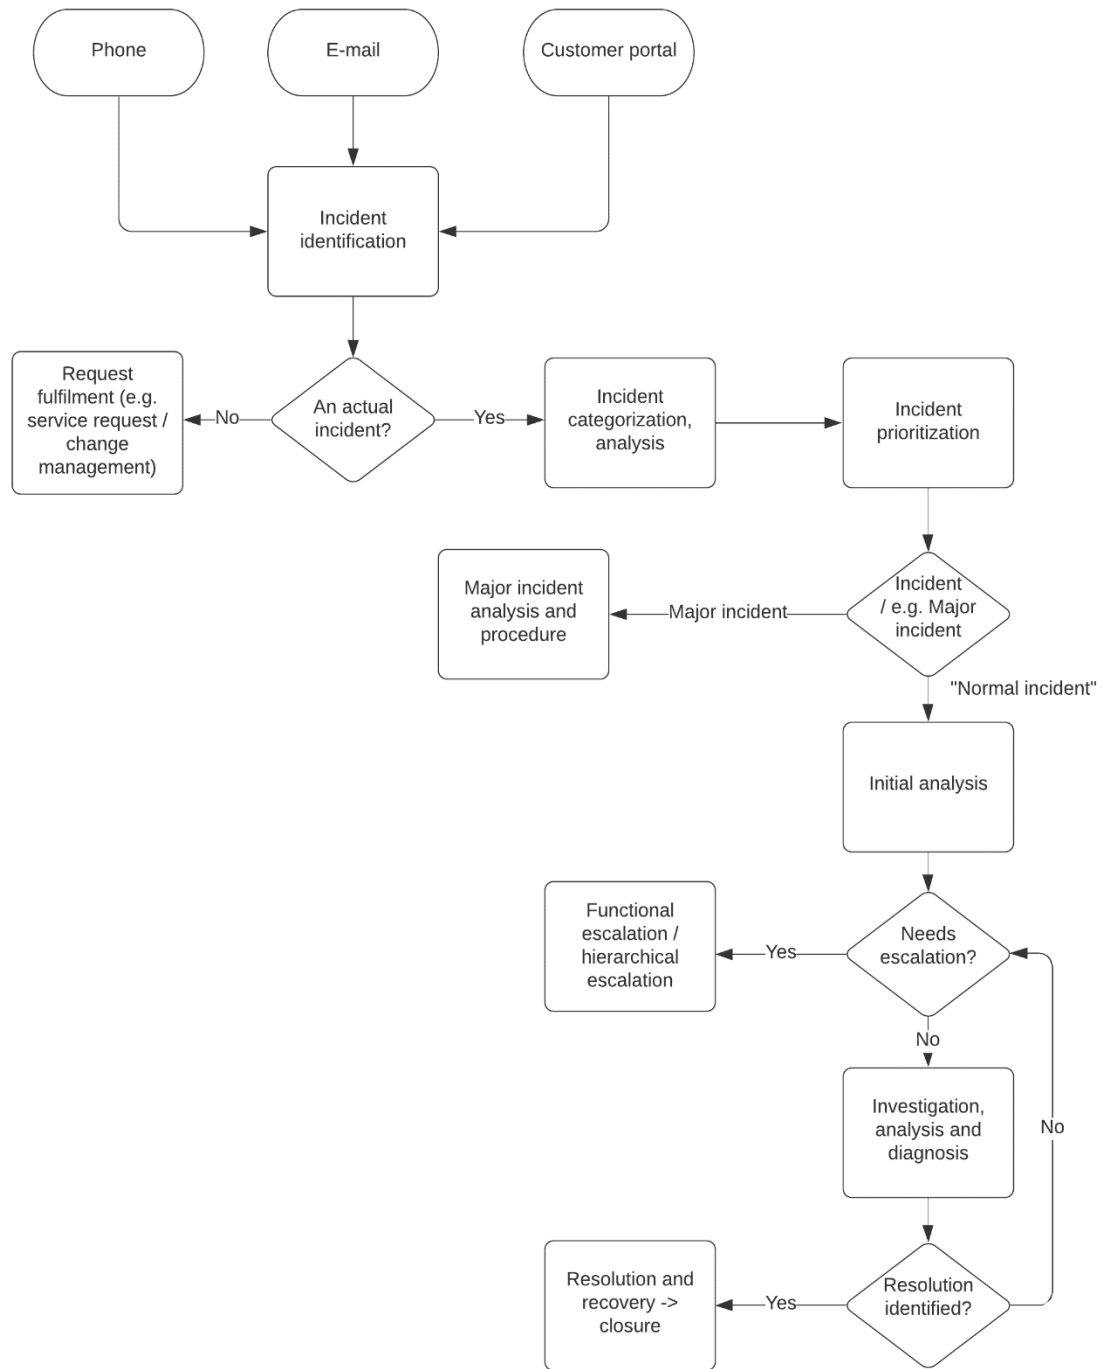 Phone
E-mail
Customer portal
Incident
identification
Request
fulfilment (e.g.
service request /
change
management)
No
An actual
incident?
Yes
Incident
categorization,
analysis
Incident
prioritization
Major incident
analysis and
procedure
Major incident
Incident
/ e.g. Major
incident
"Normal incident"
Initial analysis
Functional
escalation /
hierarchical
escalation
Yes
Needs
escalation?
No
Investigation,
analysis and
diagnosis
No
Resolution and
recovery ->
closure
Yes
Resolution
identified?